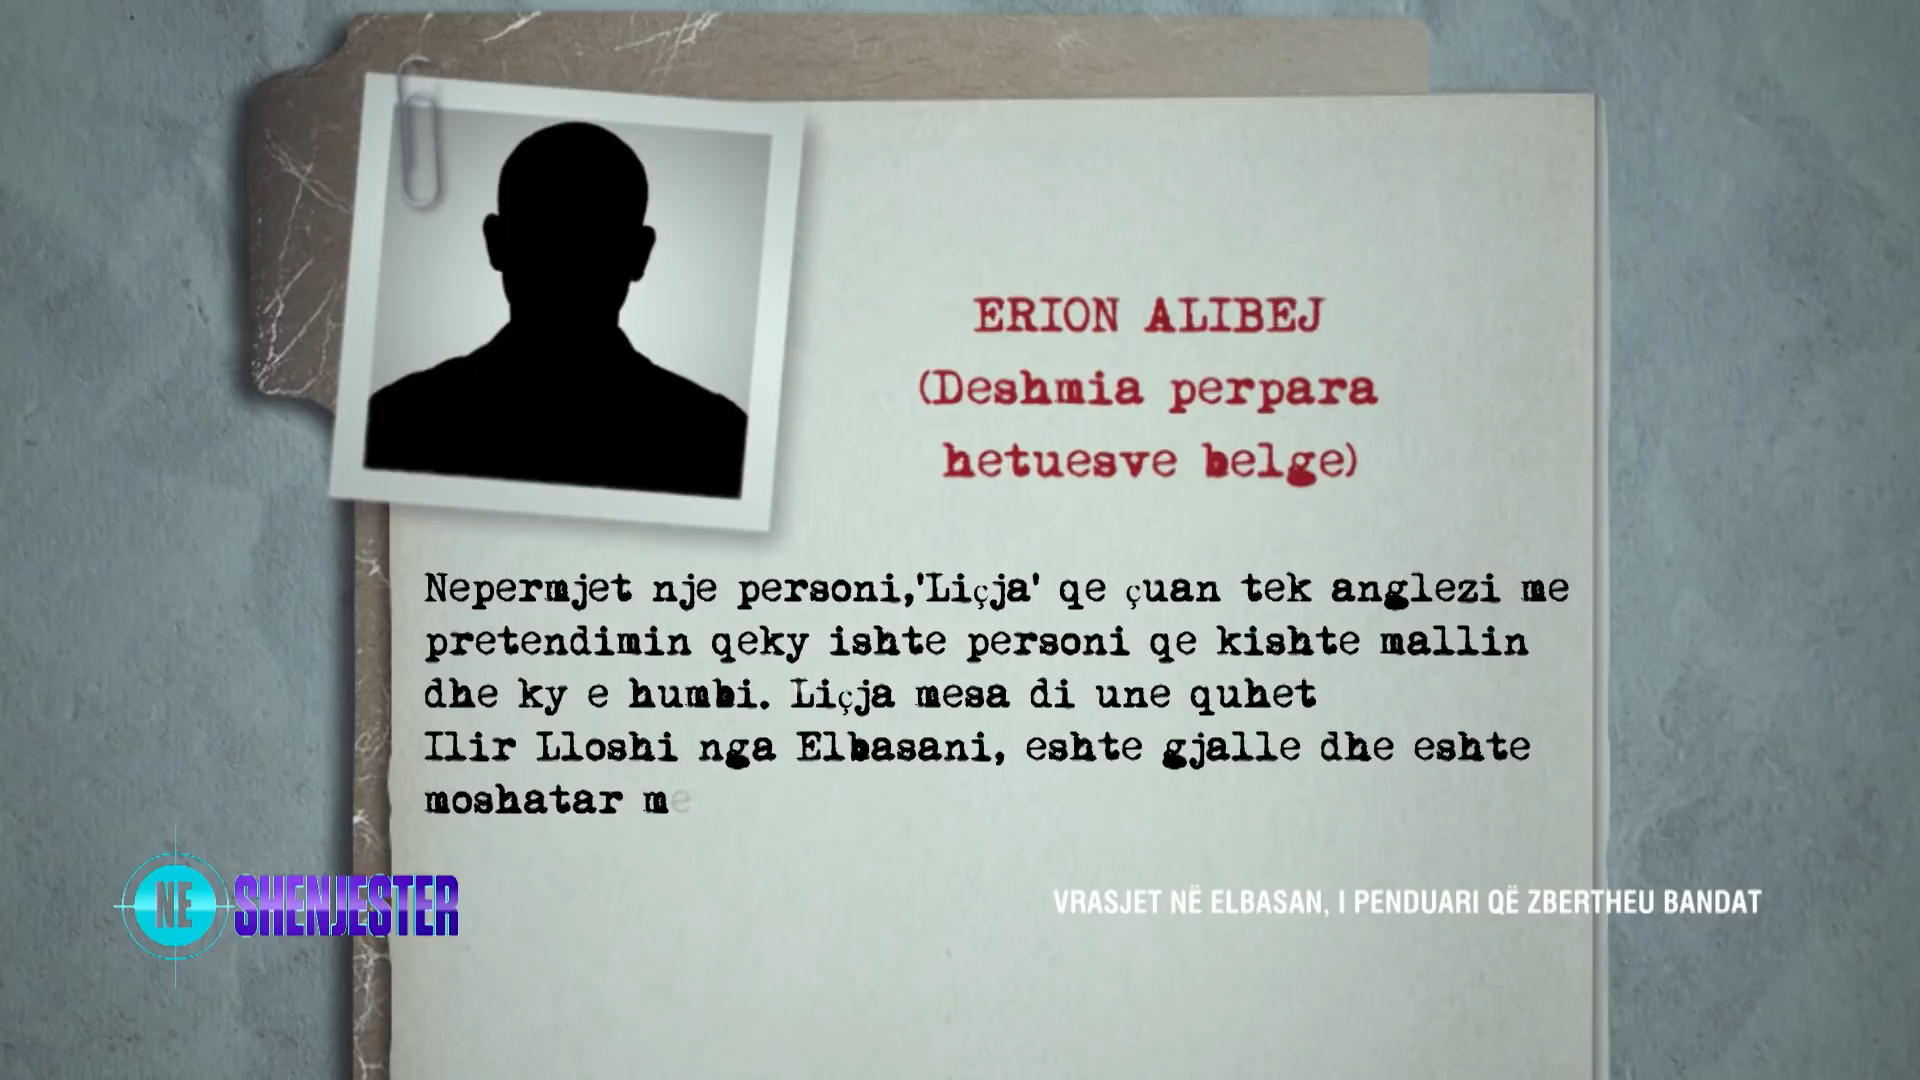 ERION ALIBEJ
(Deshmia perpara
hetuesve belge)
Nepermjet nje personi,'Liçja' qe çuan tek anglezi me
pretendimin qeky ishte personi qe kishte mallin
dhe ky e humbi. Liçja mesa di une quhet
Ilir Lloshi nga Elbasani, eshte gjalle dhe eshte
moshatar me
NE SHENJESTER
VRASJET NË ELBASAN, I PENDUARI QË ZBERTHEU BANDAT